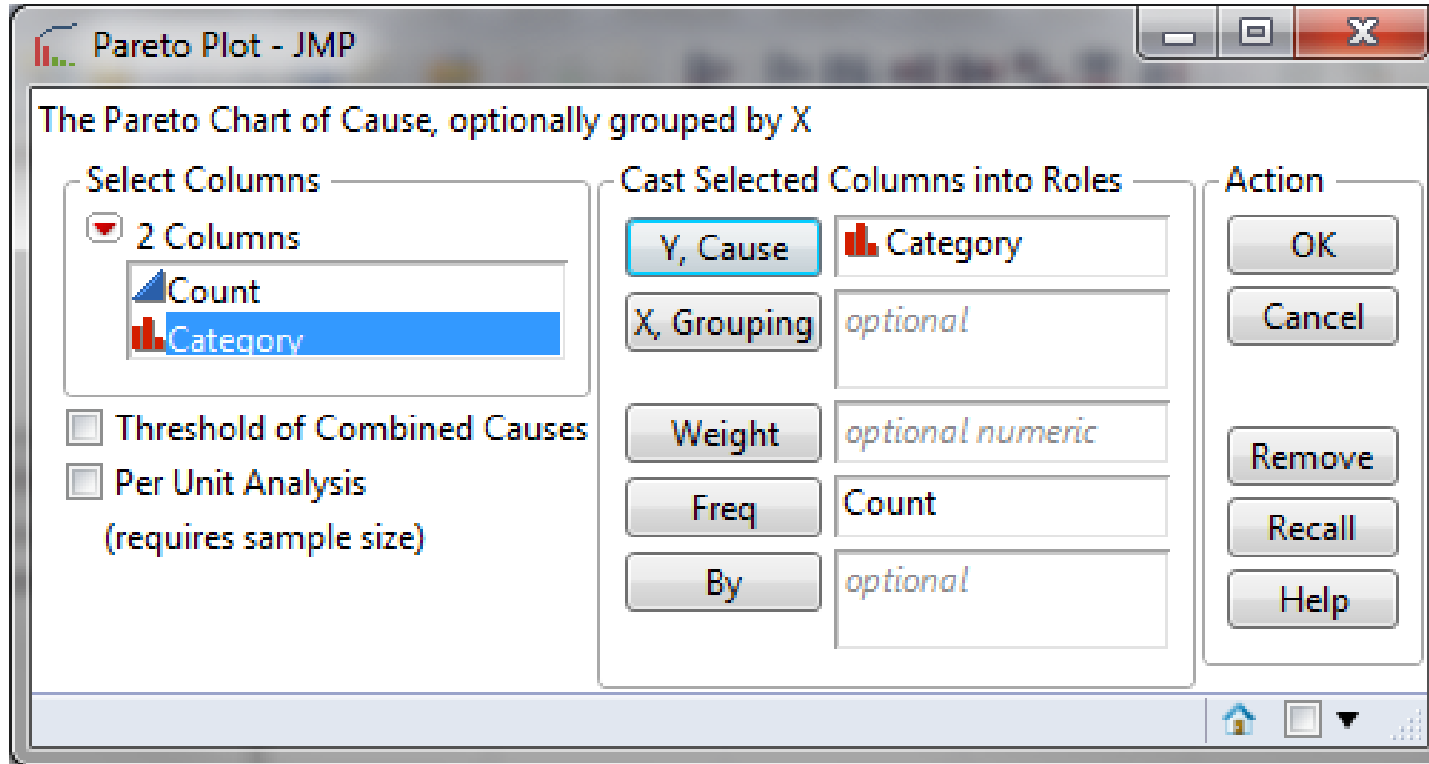 Pareto Plot - JMP
The Pareto Chart of Cause, optionally grouped by X
Select Columns
2 Columns
Count
Category
Threshold of Combined Causes
Per Unit Analysis
(requires sample size)
Cast Selected Columns into Roles
Y, Cause
Category
X, Grouping
optional
Weight
optional numeric
Freq
Count
By
optional
Action
OK
Cancel
Remove
Recall
Help